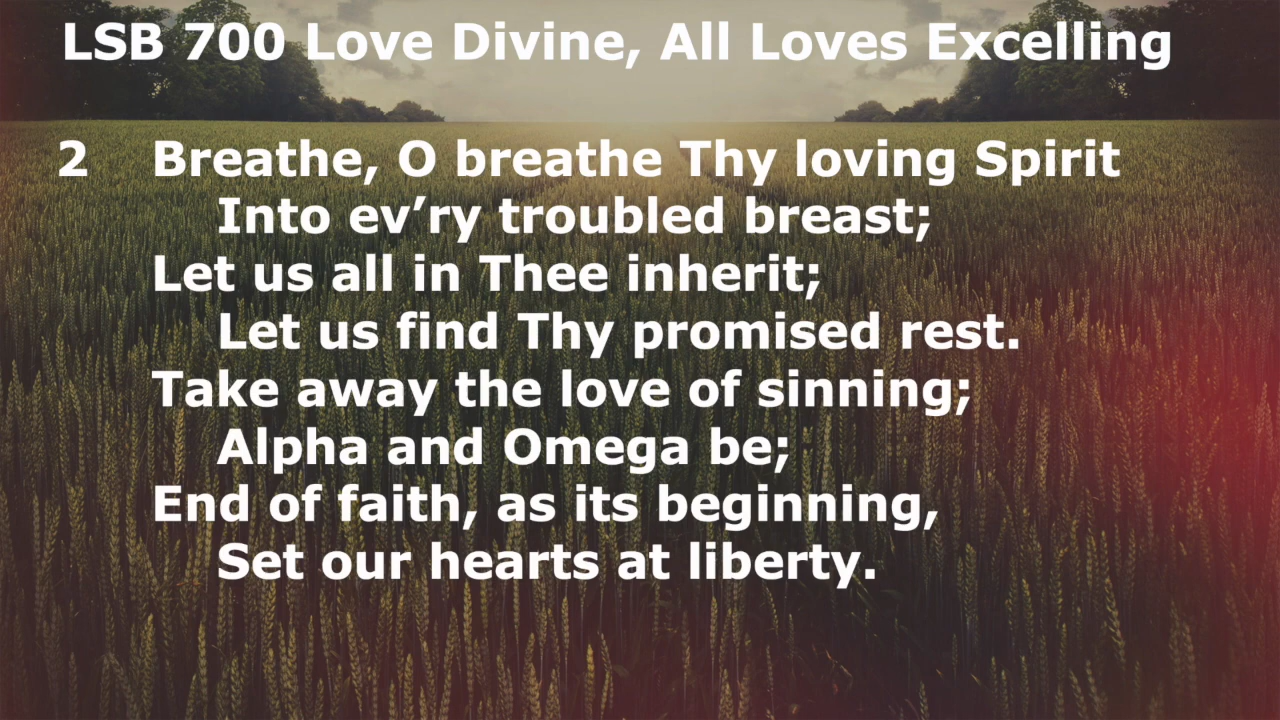 LSB 700 Love Divine, All Loves Excelling
2 Breathe, O breathe Thy loving Spirit
Into ev’ry troubled breast;
Let us all in Thee inherit;
Let us find Thy promised rest.
Take away the love of sinning;
Alpha and Omega be;
End of faith, as its beginning,
Set our hearts at liberty.